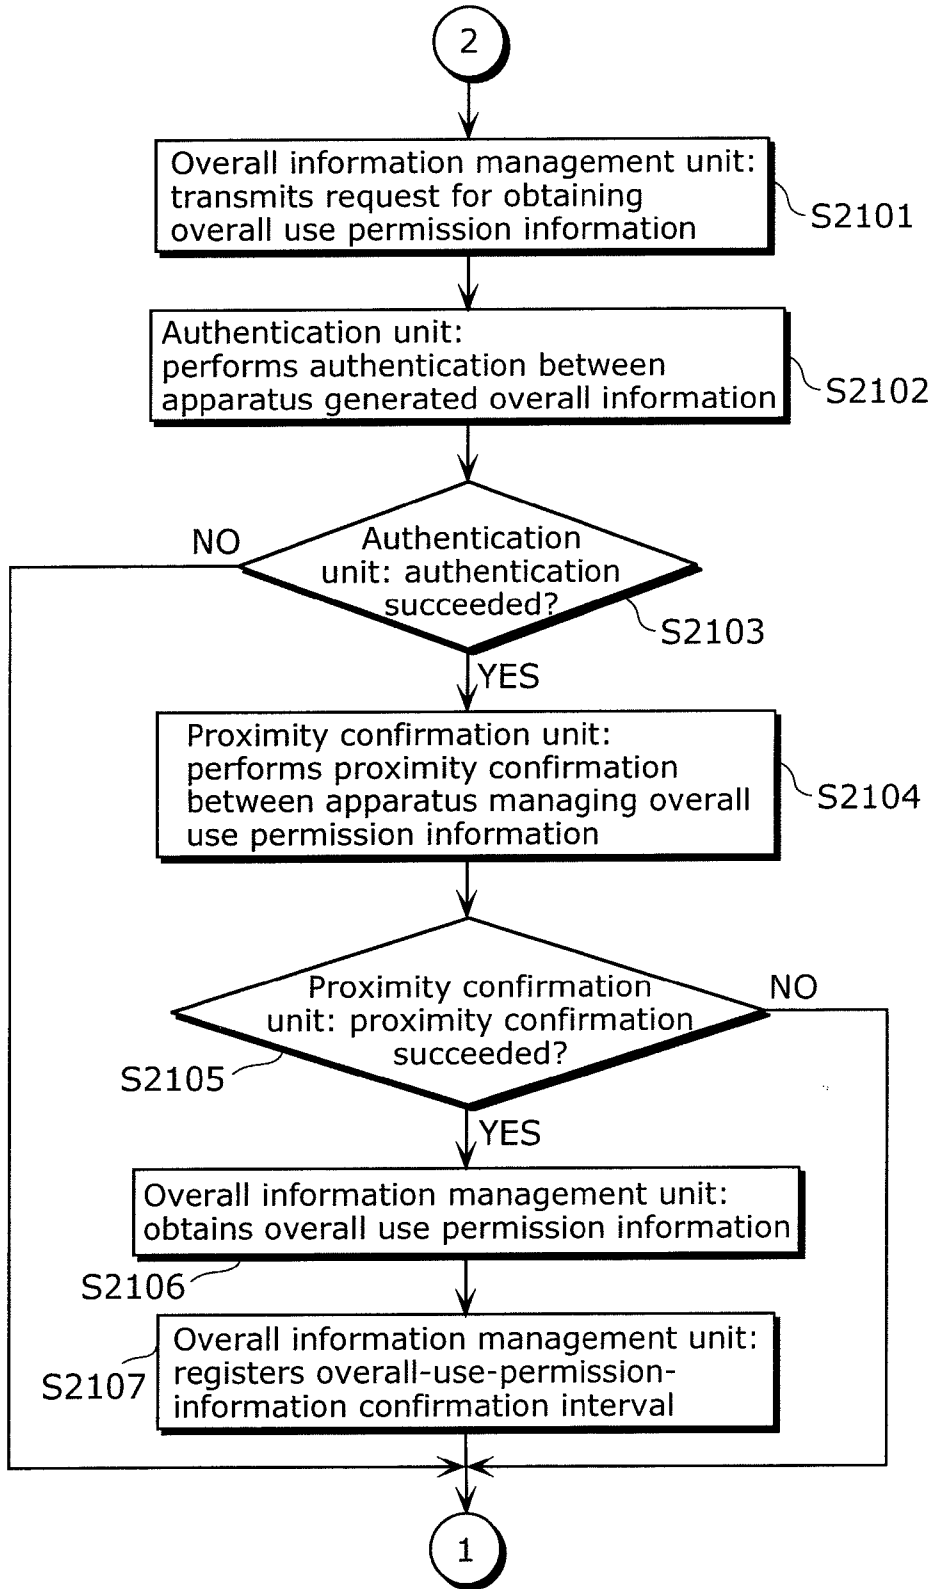 2
Overall information management unit:
transmits request for obtaining
overall use permission information
S2101
Authentication unit:
performs authentication between
apparatus generated overall information
S2102
NO
Authentication
unit: authentication
succeeded?
S2103
YES
Proximity confirmation unit:
performs proximity confirmation
between apparatus managing overall
use permission information
S2104
Proximity confirmation
unit: proximity confirmation
succeeded?
NO
S2105
YES
Overall information management unit:
obtains overall use permission information
S2106
Overall information management unit:
registers overall-use-permission-
information confirmation interval
S2107
1